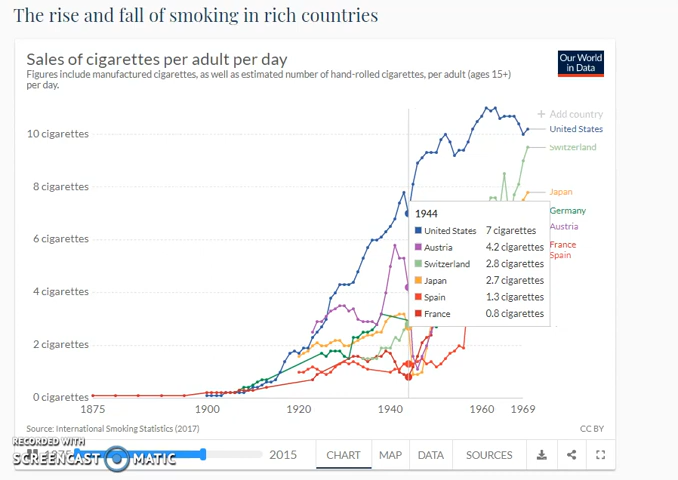 The rise and fall of smoking in rich countries
Sales of cigarettes per adult per day
Figures include manufactured cigarettes, as well as estimated number of hand-rolled cigarettes, per adult (ages 15+)
per day.
Our World
in Data
+ Add country
10 cigarettes
8 cigarettes
6 cigarettes
4 cigarettes
2 cigarettes
0 cigarettes
United States
Switzerland
Japan
Germany
Austria
France
Spain
1944
United States 7 cigarettes
Austria 4.2 cigarettes
Switzerland 2.8 cigarettes
Japan 2.7 cigarettes
Spain 1.3 cigarettes
France 0.8 cigarettes
1875 1900 1920 1940 1960 1969
Source: International Smoking Statistics (2017) CC BY
RECORDED WITH
SCREENCAST MATIC
1875 2015
CHART MAP DATA SOURCES